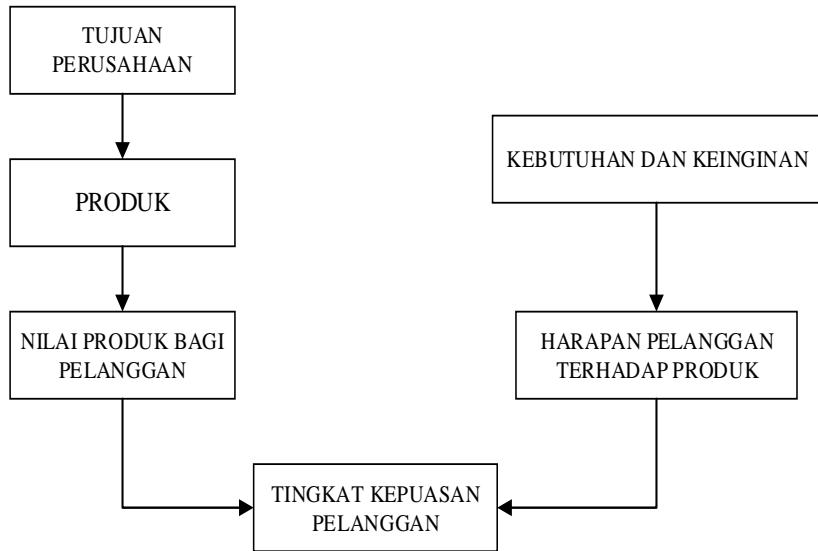 TUJUAN
PERUSAHAAN
PRODUK
NILAI PRODUK BAGI
PELANGGAN
KEBUTUHAN DAN KEINGINAN
HARAPAN PELANGGAN
TERHADAP PRODUK
TINGKAT KEPUASAN
PELANGGAN